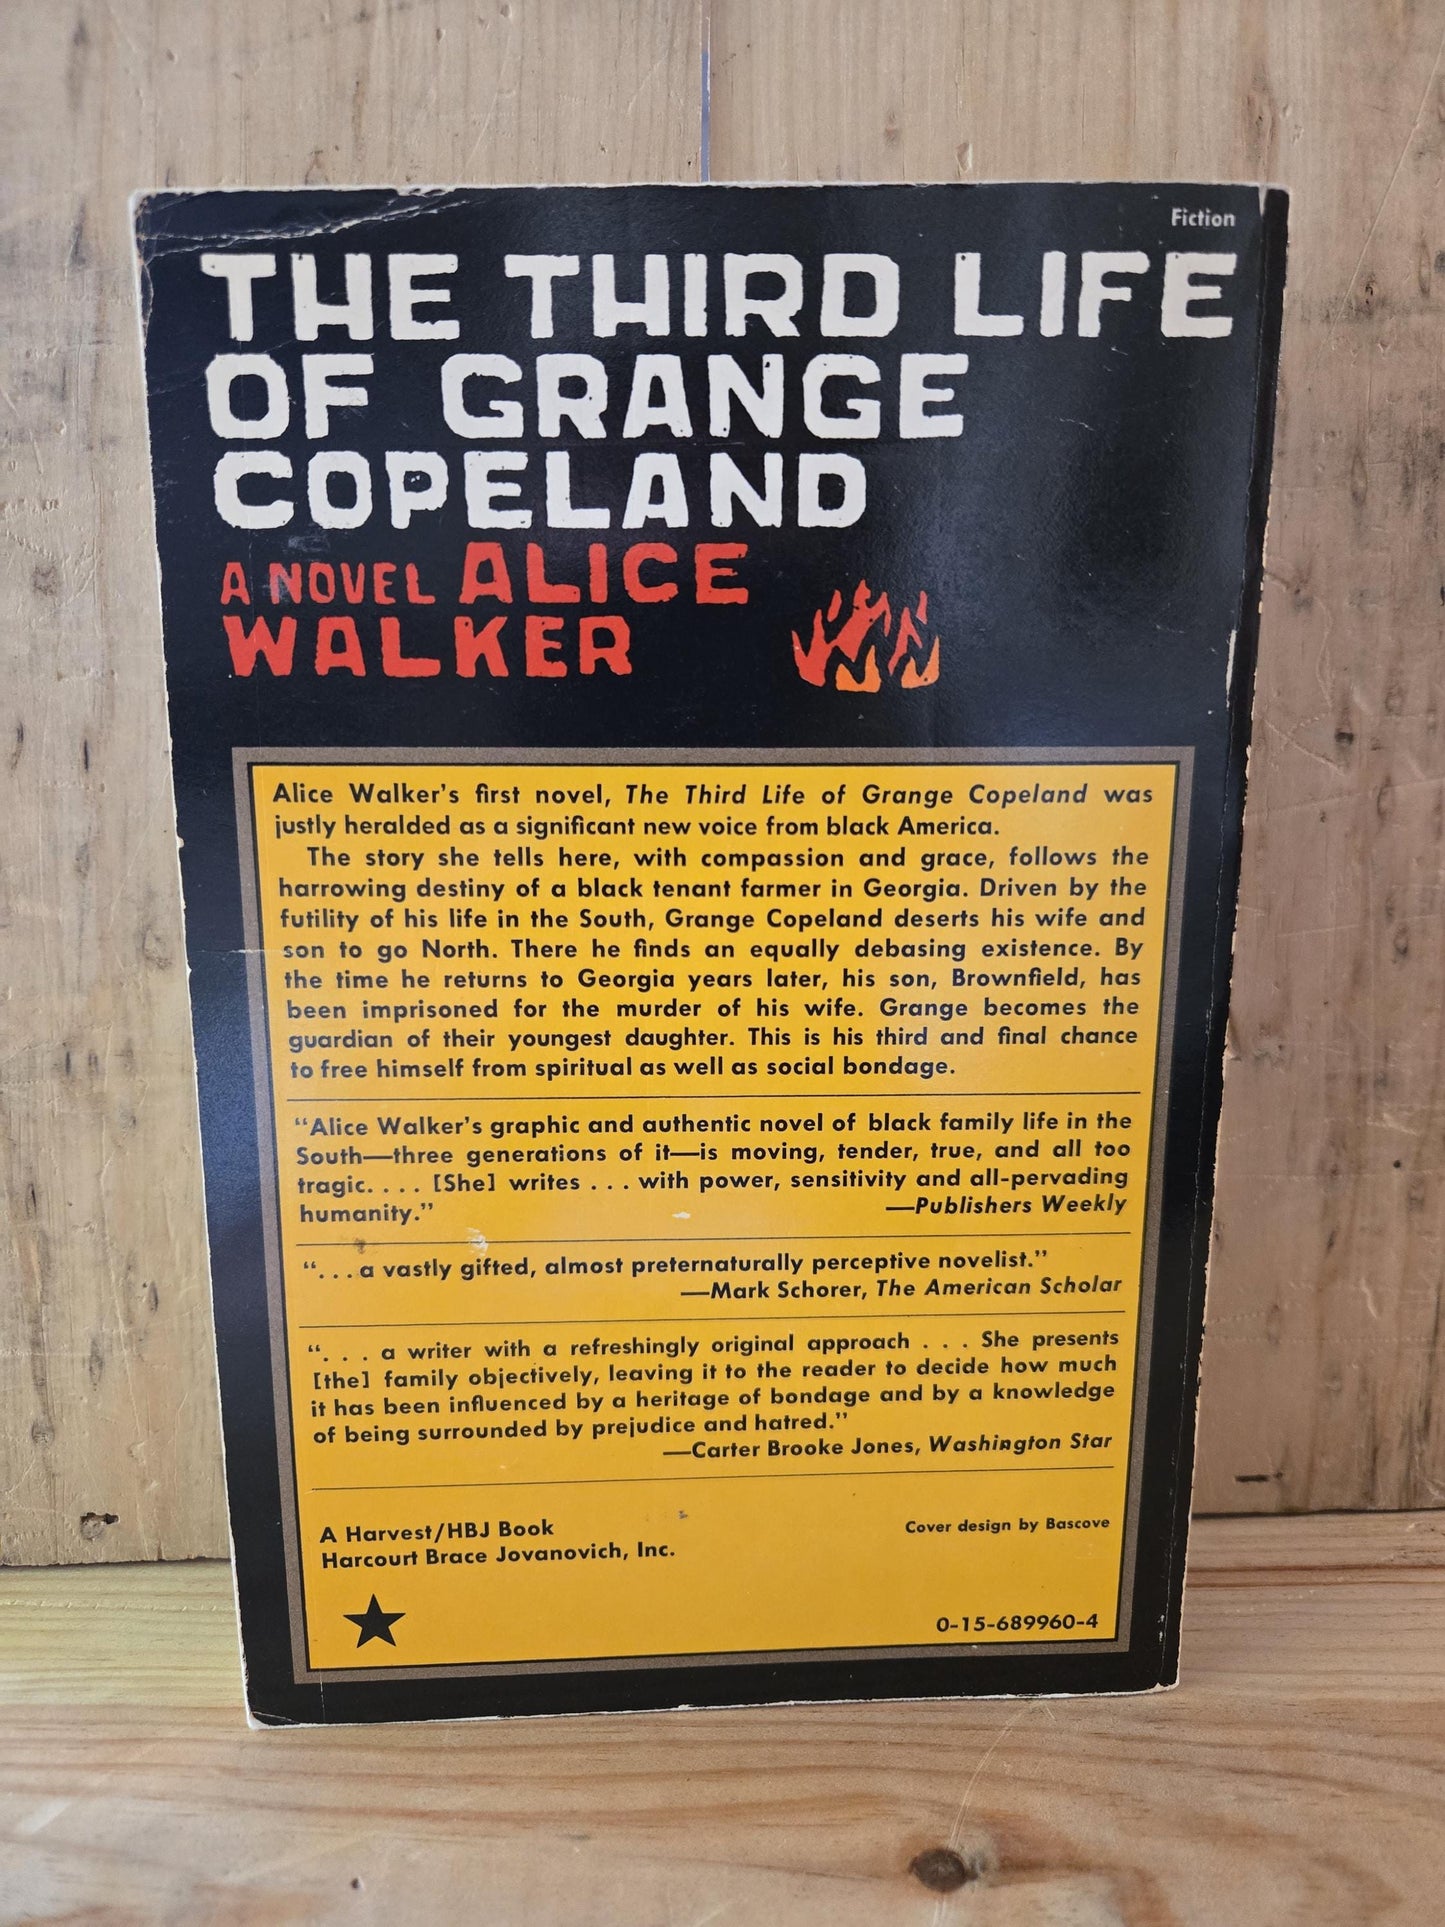 Fiction
THE THIRD LIFE
OF GRANGE
COPELAND
A NOVEL ALICE
WALKER
Alice Walker's first novel, The Third Life of Grange Copeland was
justly heralded as a significant new voice from black America.
The story she tells here, with compassion and grace, follows the
harrowing destiny of a black tenant farmer in Georgia. Driven by the
futility of his life in the South, Grange Copeland deserts his wife and
son to go North. There he finds an equally debasing existence. By
the time he returns to Georgia years later, his son, Brownfield, has
been imprisoned for the murder of his wife. Grange becomes the
guardian of their youngest daughter. This is his third and final chance
to free himself from spiritual as well as social bondage.
“Alice Walker's graphic and authentic novel of black family life in the
South—three generations of it—is moving, tender, true, and all too
tragic. . . . [She] writes . . . with power, sensitivity and all-pervading
humanity.” —Publishers Weekly
“. . . a vastly gifted, almost preternaturally perceptive novelist.”
—Mark Schorer, The American Scholar
“. . . a writer with a refreshingly original approach . . . She presents
[the] family objectively, leaving it to the reader to decide how much
it has been influenced by a heritage of bondage and by a knowledge
of being surrounded by prejudice and hatred.”
—Carter Brooke Jones, Washington Star
A Harvest/HBJ Book
Harcourt Brace Jovanovich, Inc.
Cover design by Bascove
0-15-689960-4